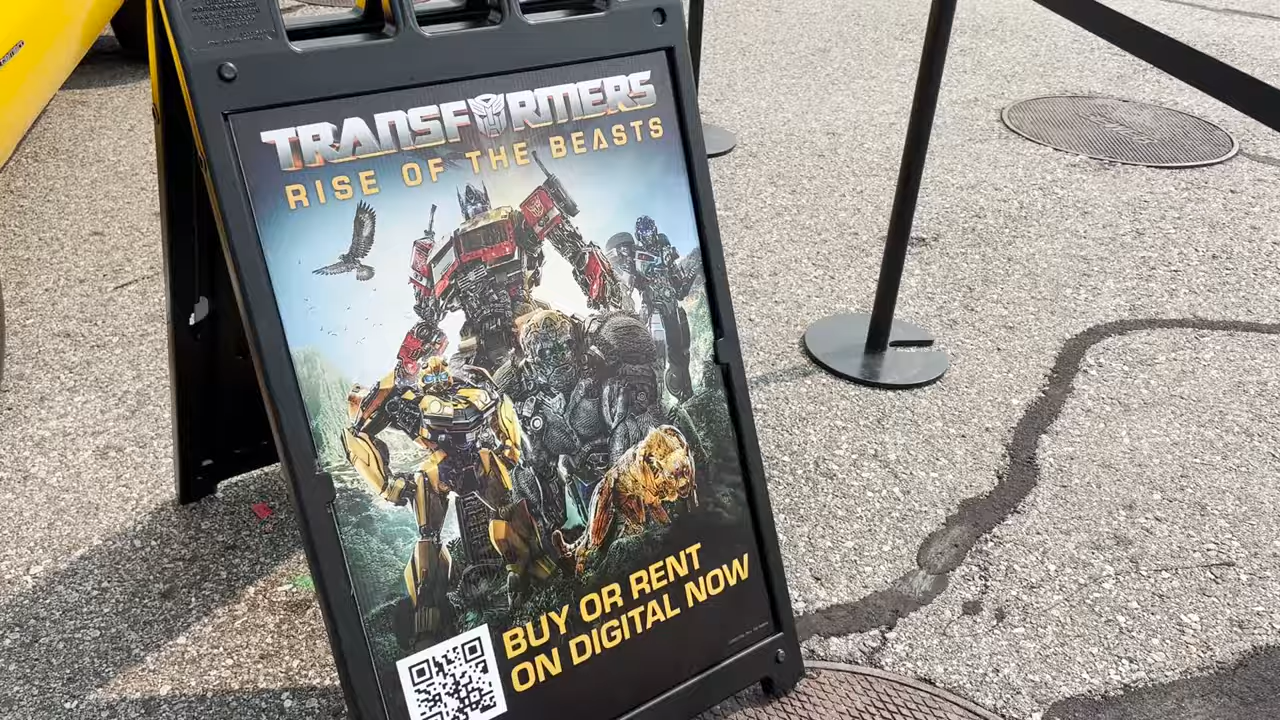 TRANSFORMERS
RISE OF THE BEASTS
BUY OR RENT
ON DIGITAL NOW